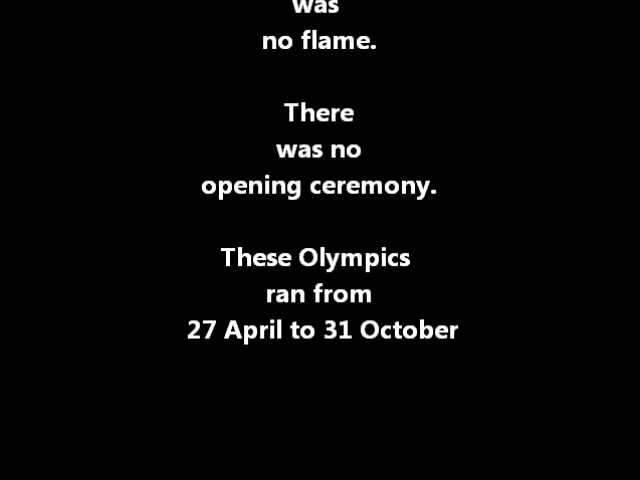 was
no flame.
There
was no
opening ceremony.
These Olympics
ran from
27 April to 31 October